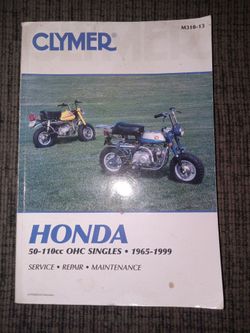 M310-13
CLYMER®
HONDA
50-110cc OHC SINGLES • 1965-1999
SERVICE • REPAIR • MAINTENANCE